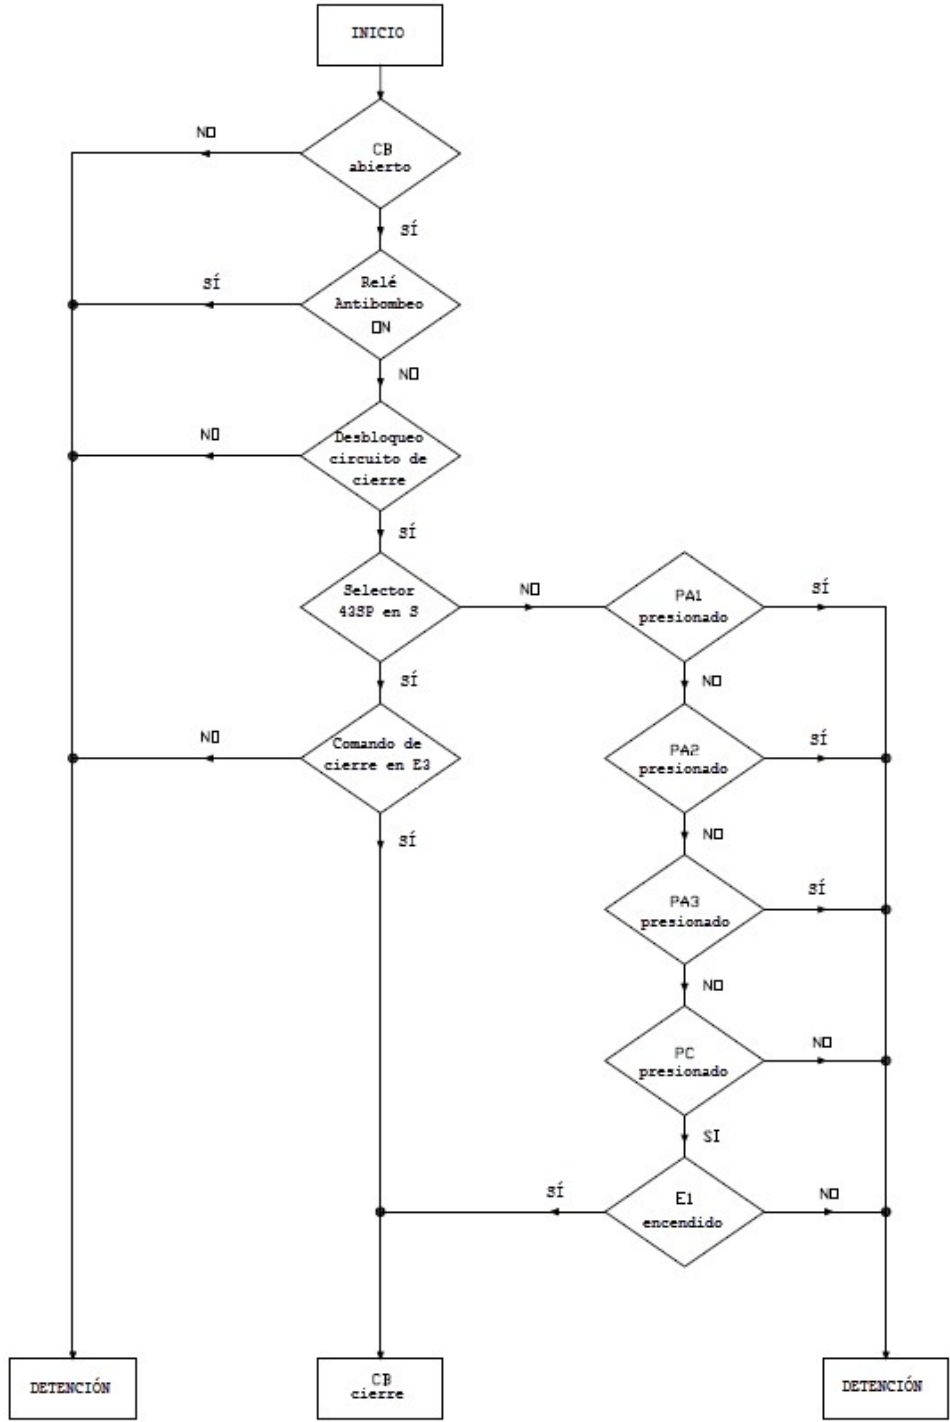 INICIO
NO
CB
abierto
SÍ
SÍ
Relé
Antibombeo
ON
NO
NO
Desbloqueo
circuito de
cierre
SÍ
Selector
43SP en S
NO
PA1
presionado
SÍ
SÍ
NO
NO
Comando de
cierre en E3
PA2
presionado
SÍ
SÍ
NO
PA3
presionado
SÍ
NO
PC
presionado
NO
SI
SÍ
E1
encendido
NO
DETENCIÓN
CB
cierre
DETENCIÓN